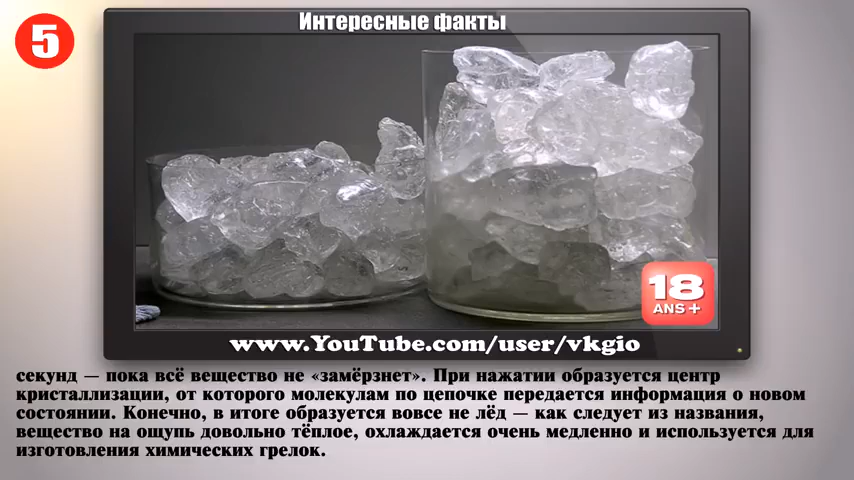 5
Интересные факты
18
ANS +
www.YouTube.com/user/vkgio
секунд — пока всё вещество не «замёрзнет». При нажатии образуется центр
кристаллизации, от которого молекулам по цепочке передается информация о новом
состоянии. Конечно, в итоге образуется вовсе не лёд — как следует из названия,
вещество на ощупь довольно тёплое, охлаждается очень медленно и используется для
изготовления химических грелок.